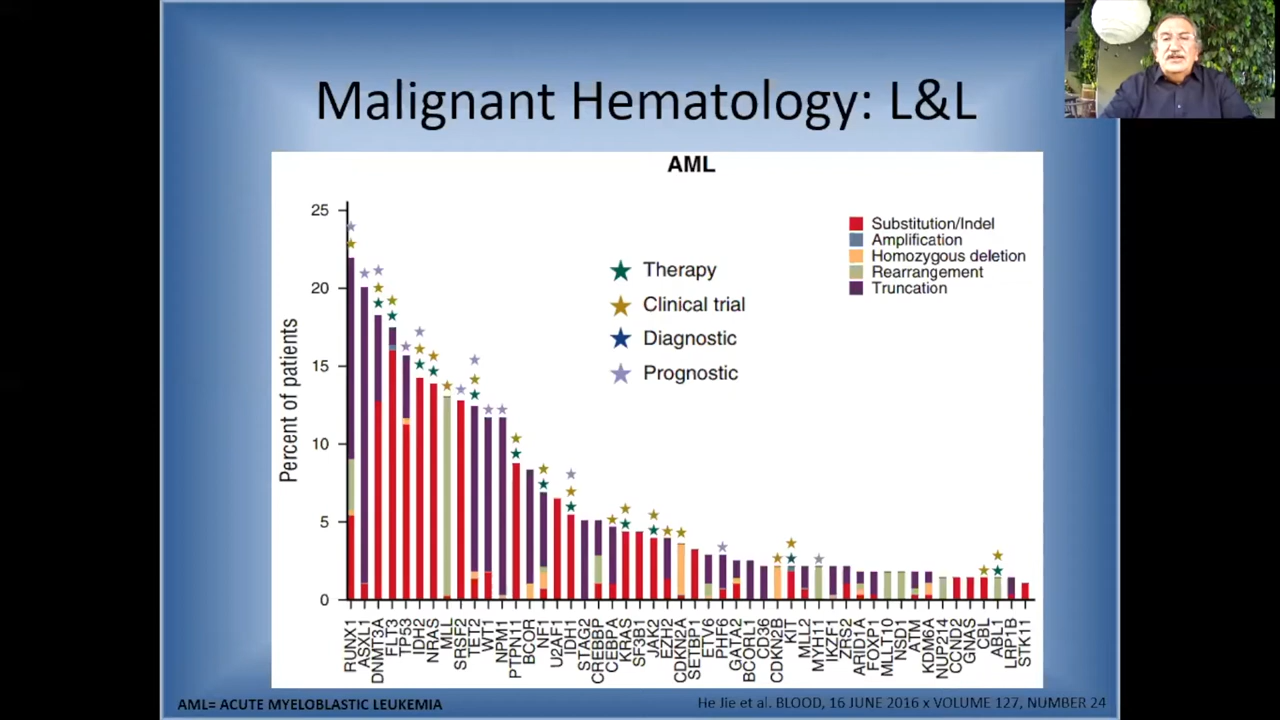 Malignant Hematology: L&L
AML
25
20
15
10
5
0
Percent of patients
Substitution/Indel
Amplification
Homozygous deletion
Rearrangement
Truncation
Therapy
Clinical trial
Diagnostic
Prognostic
RUNX1
ASXL1
DNMT3A
FLT3
TP53
IDH2
NRAS
MLL
SRSF2
TET2
WT1
NPM1
PTPN11
BCOR
NF1
U2AF1
IDH1
STAG2
CREBBP
CEBPA
KRAS
SF3B1
JAK2
EZH2
CDKN2A
SETBP1
ETV6
PHF6
GATA2
BCORL1
CD36
CDKN2B
KIT
MLL2
MYH11
IKZF1
ZRS2
ARID1A
FOXP1
MLLT10
NSD1
ATM
KDM6A
NUP214
CCND2
GNAS
CBL
ABL1
LRP1B
STK11
AML= ACUTE MYELOBLASTIC LEUKEMIA
He Jie et al. BLOOD, 16 JUNE 2016 x VOLUME 127, NUMBER 24